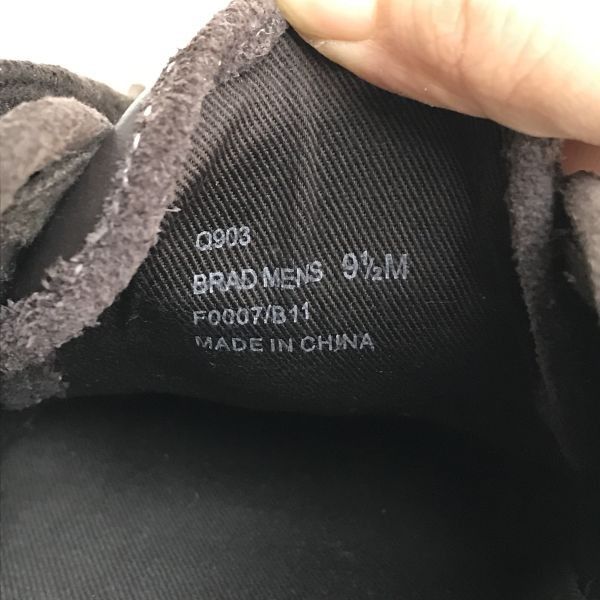 Q903
BRAD MENS 9½M
F0007/B11
MADE IN CHINA